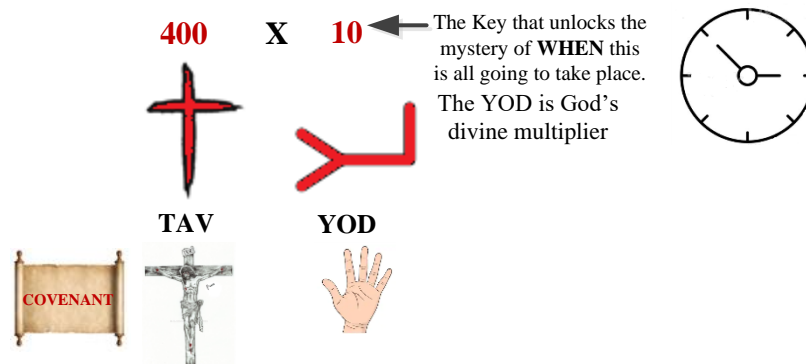 400 X 10
The Key that unlocks the
mystery of WHEN this
is all going to take place.
The YOD is God's
divine multiplier
TAV YOD
COVENANT